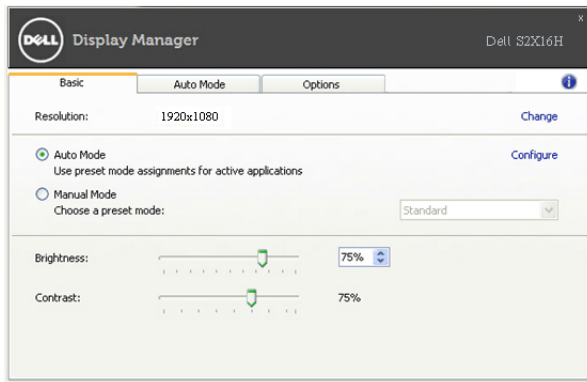 x
DELL Display Manager Dell S2X16H
Basic Auto Mode Options i
Resolution: 1920x1080 Change
Auto Mode Configure
Use preset mode assignments for active applications
Manual Mode
Choose a preset mode: Standard
Brightness: 75%
Contrast: 75%